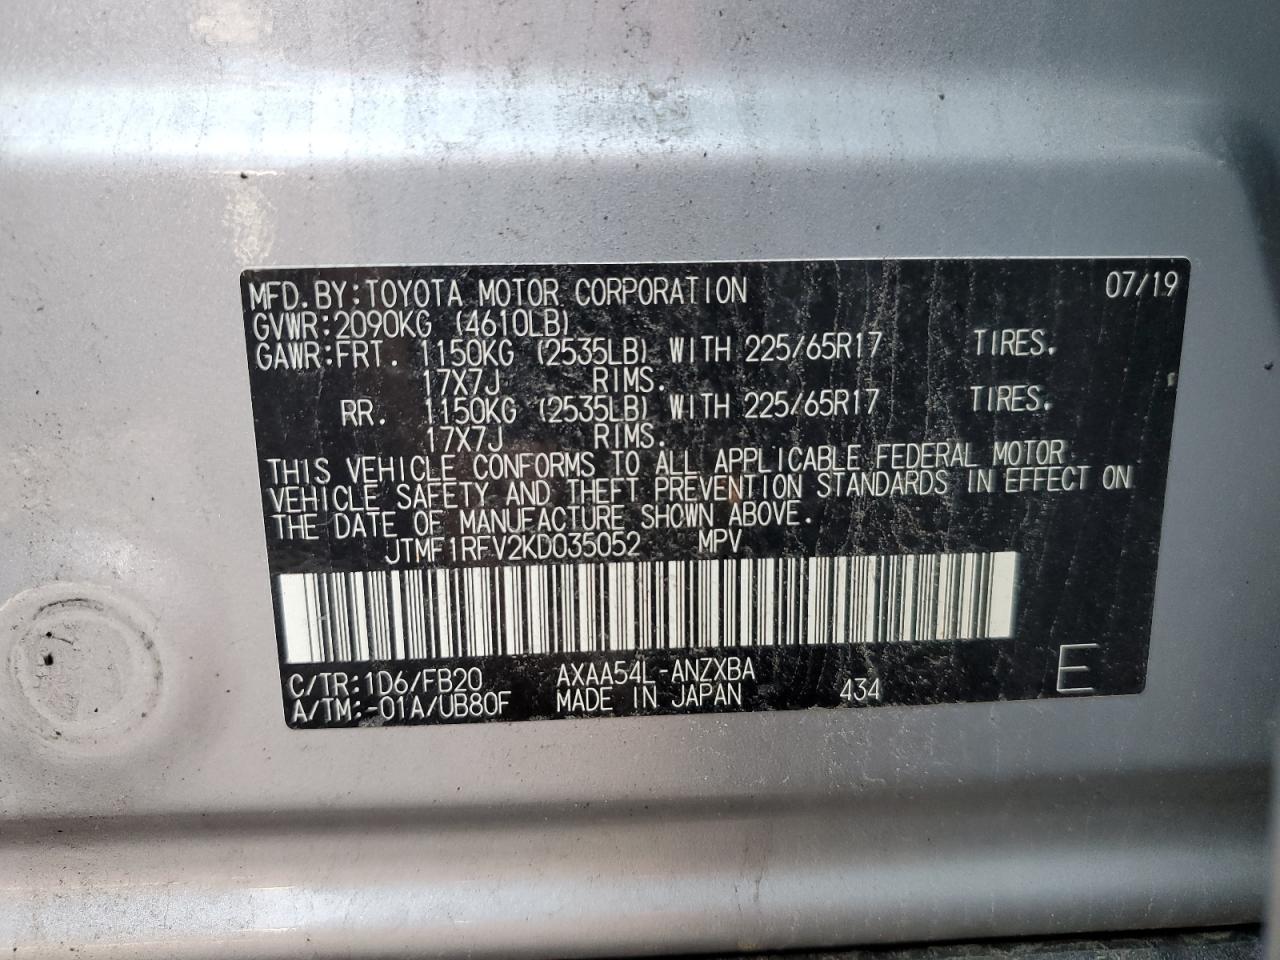 MFD.BY:TOYOTA MOTOR CORPORATION 07/19
GVWR:2090KG (4610LB)
GAWR:FRT. 1150KG (2535LB) WITH 225/65R17 TIRES.
17X7J RIMS.
RR. 1150KG (2535LB) WITH 225/65R17 TIRES.
17X7J RIMS.
THIS VEHICLE CONFORMS TO ALL APPLICABLE FEDERAL MOTOR
VEHICLE SAFETY AND THEFT PREVENTION STANDARDS IN EFFECT ON
THE DATE OF MANUFACTURE SHOWN ABOVE.
JTMF1RFV2KD035052 MPV
C/TR:1D6/FB20 AXAA54L-ANZXBA
A/TM:-01A/UB80F MADE IN JAPAN 434 E